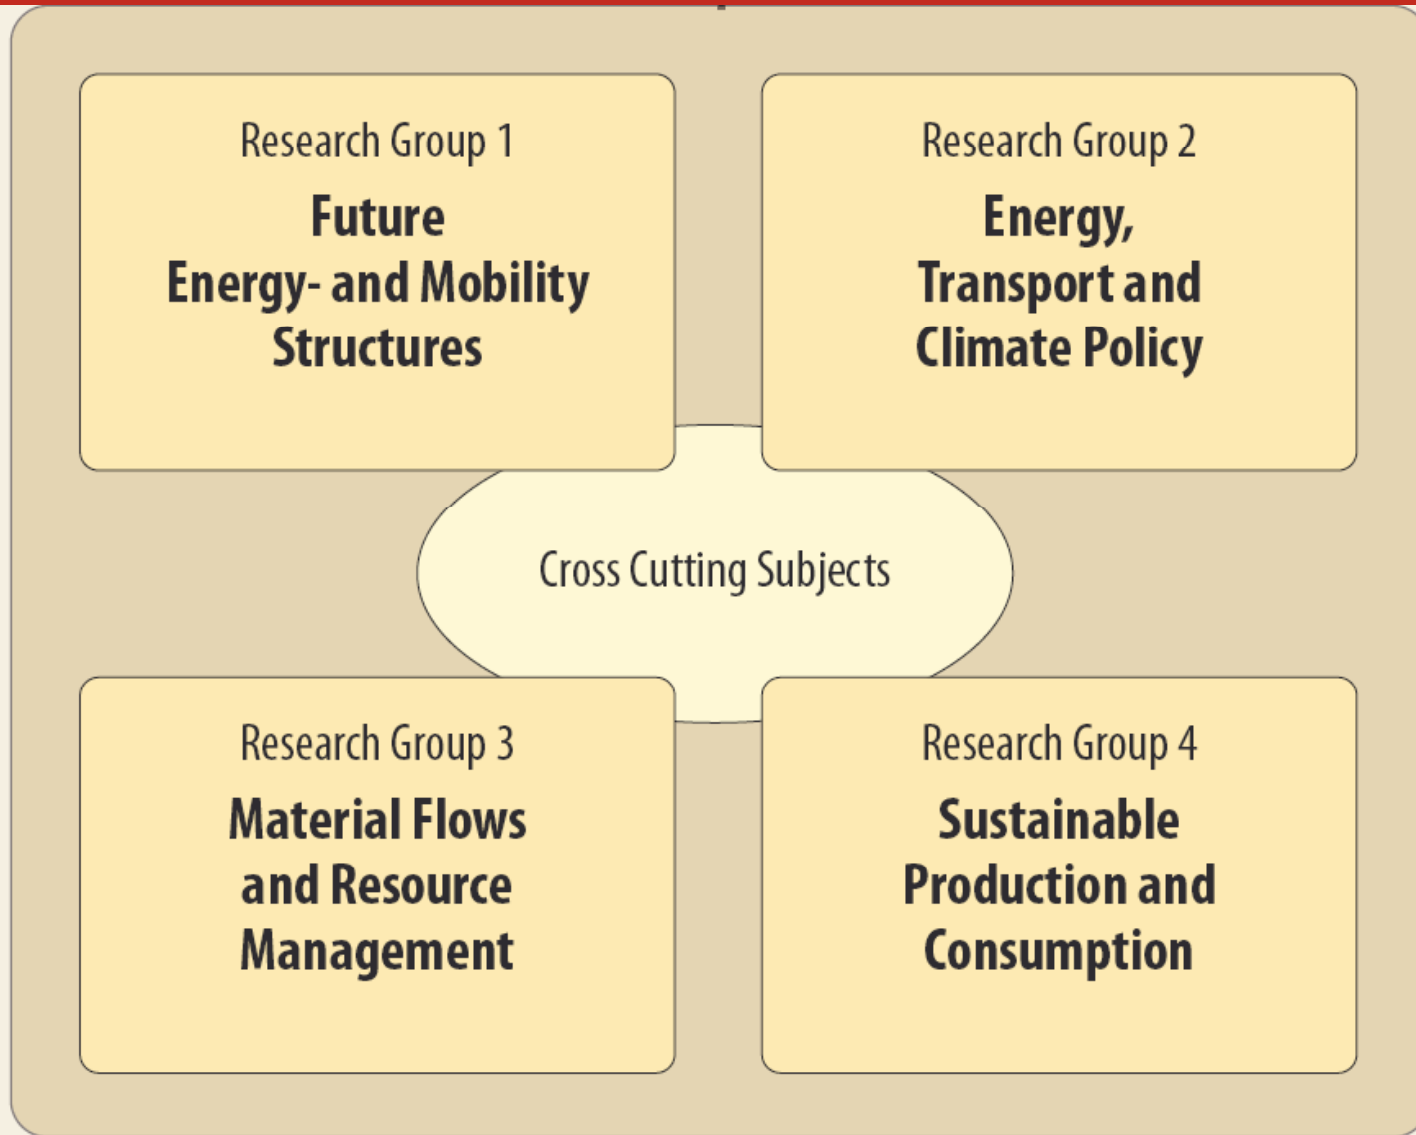 Research Group 1
Future
Energy- and Mobility
Structures
Research Group 2
Energy,
Transport and
Climate Policy
Cross Cutting Subjects
Research Group 3
Material Flows
and Resource
Management
Research Group 4
Sustainable
Production and
Consumption